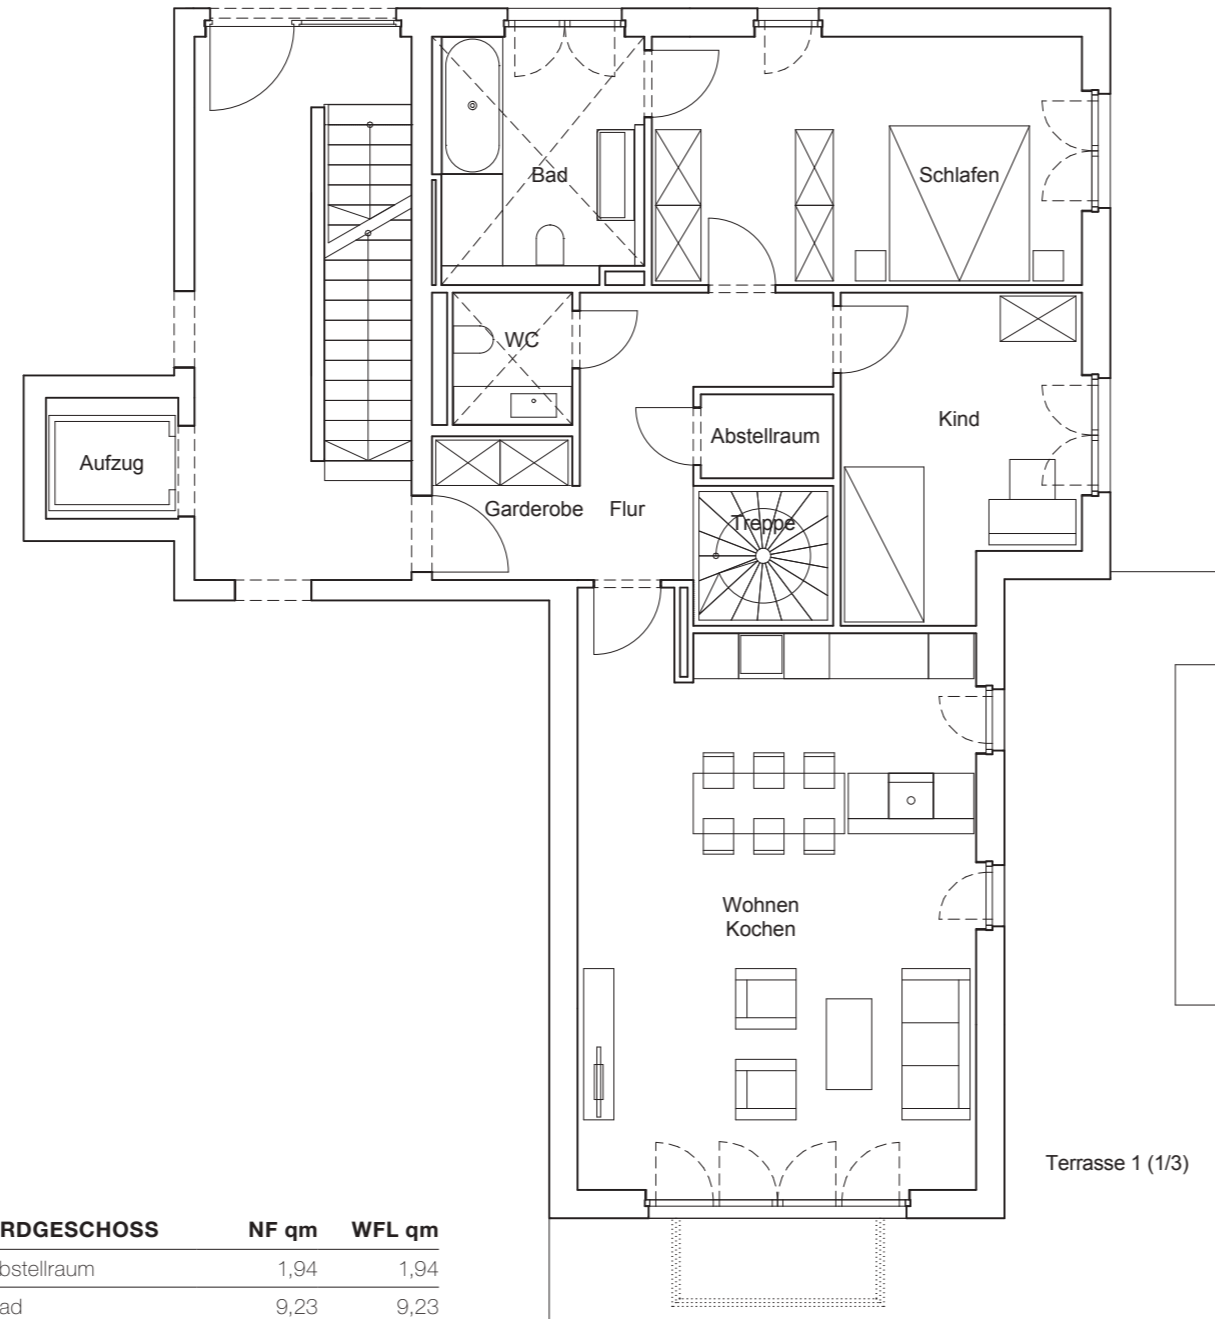 Bad
Schlafen
WC
Kind
Abstellraum
Aufzug
Garderobe Flur
Treppe
Wohnen
Kochen
Terrasse 1 (1/3)
RDGESCHOSS NF qm WFL qm
bstellraum 1,94 1,94
ad 9,23 9,23